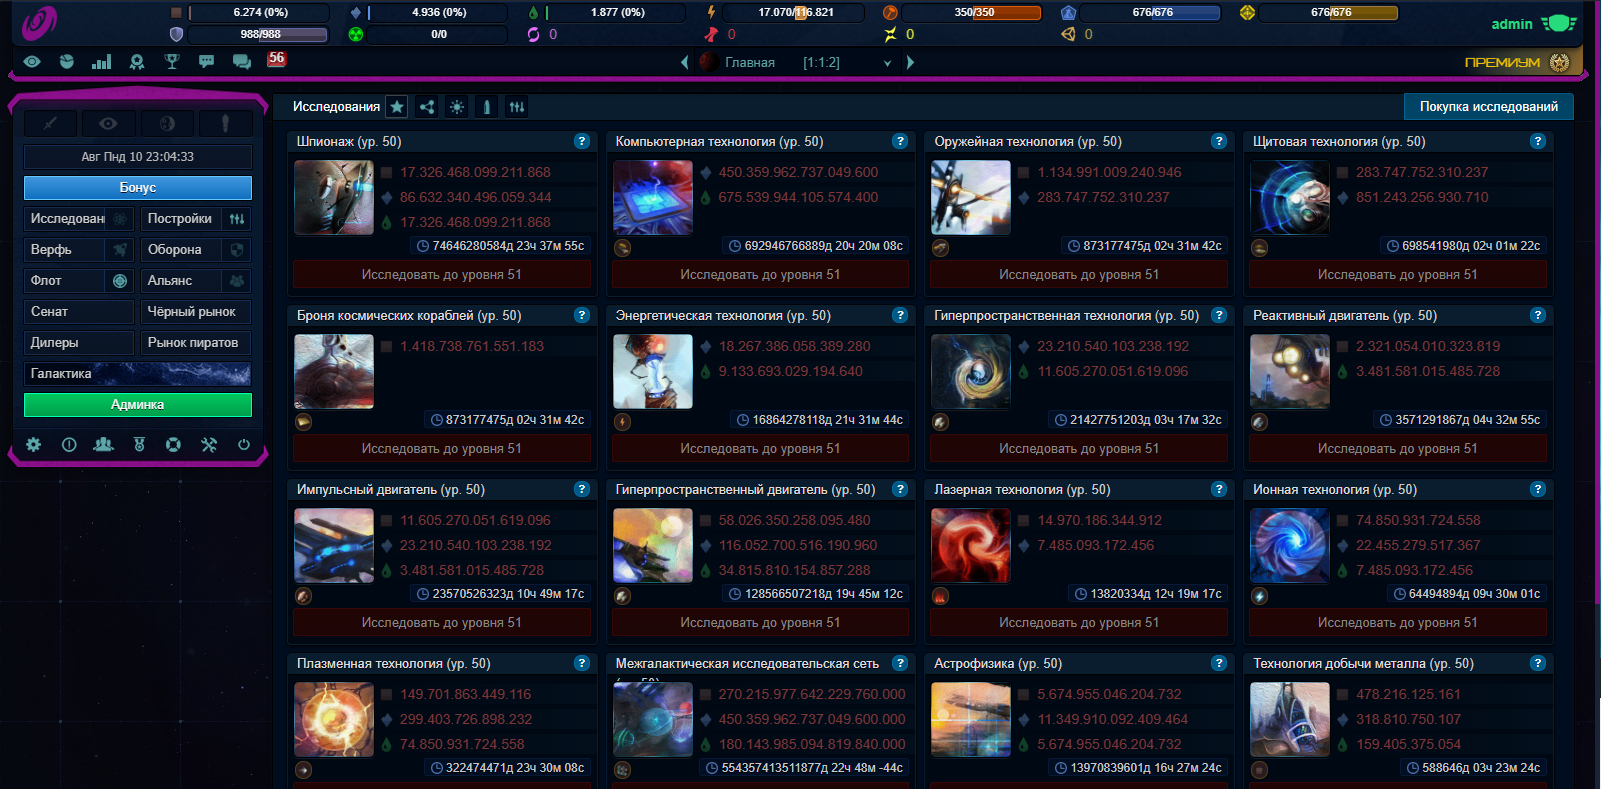 6.274 (0%)
4.936 (0%)
1.877 (0%)
17.070/116.821
350/350
676/676
676/676
988/988
0/0
0
0
0
0
admin
56
Главная [1:1:2]
ПРЕМИУМ
Авг Пнд 10 23:04:33
Бонус
Исследован
Постройки
Верфь
Оборона
Флот
Альянс
Сенат
Чёрный рынок
Дилеры
Рынок пиратов
Галактика
Админка
Исследования
Покупка исследований
Шпионаж (ур. 50) ?
17.326.468.099.211.868
86.632.340.496.059.344
17.326.468.099.211.868
74646280584д 23ч 37м 55с
Исследовать до уровня 51
Компьютерная технология (ур. 50) ?
450.359.962.737.049.600
675.539.944.105.574.400
692946766889д 20ч 20м 08с
Исследовать до уровня 51
Оружейная технология (ур. 50) ?
1.134.991.009.240.946
283.747.752.310.237
873177475д 02ч 31м 42с
Исследовать до уровня 51
Щитовая технология (ур. 50) ?
283.747.752.310.237
851.243.256.930.710
698541980д 02ч 01м 22с
Исследовать до уровня 51
Броня космических кораблей (ур. 50) ?
1.418.738.761.551.183
873177475д 02ч 31м 42с
Исследовать до уровня 51
Энергетическая технология (ур. 50) ?
18.267.386.058.389.280
9.133.693.029.194.640
16864278118д 21ч 31м 44с
Исследовать до уровня 51
Гиперпространственная технология (ур. 50) ?
23.210.540.103.238.192
11.605.270.051.619.096
21427751203д 03ч 17м 32с
Исследовать до уровня 51
Реактивный двигатель (ур. 50) ?
2.321.054.010.323.819
3.481.581.015.485.728
3571291867д 04ч 32м 55с
Исследовать до уровня 51
Импульсный двигатель (ур. 50) ?
11.605.270.051.619.096
23.210.540.103.238.192
3.481.581.015.485.728
23570526323д 10ч 49м 17с
Исследовать до уровня 51
Гиперпространственный двигатель (ур. 50) ?
58.026.350.258.095.480
116.052.700.516.190.960
34.815.810.154.857.288
128566507218д 19ч 45м 12с
Исследовать до уровня 51
Лазерная технология (ур. 50) ?
14.970.186.344.912
7.485.093.172.456
13820334д 12ч 19м 17с
Исследовать до уровня 51
Ионная технология (ур. 50) ?
74.850.931.724.558
22.455.279.517.367
7.485.093.172.456
64494894д 09ч 30м 01с
Исследовать до уровня 51
Плазменная технология (ур. 50) ?
149.701.863.449.116
299.403.726.898.232
74.850.931.724.558
322474471д 23ч 30м 08с
Межгалактическая исследовательская сеть ?
270.215.977.642.229.760.000
450.359.962.737.049.600.000
180.143.985.094.819.840.000
554357413511877д 22ч 48м -44с
Астрофизика (ур. 50) ?
5.674.955.046.204.732
11.349.910.092.409.464
5.674.955.046.204.732
13970839601д 16ч 27м 24с
Технология добычи металла (ур. 50) ?
478.216.125.161
318.810.750.107
159.405.375.054
588646д 03ч 23м 24с